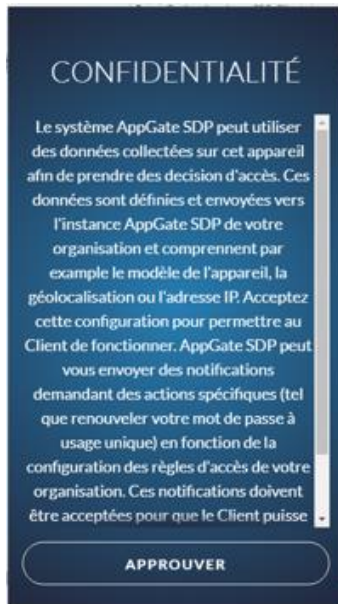 CONFIDENTIALITÉ
Le système AppGate SDP peut utiliser
des données collectées sur cet appareil
afin de prendre des decision d'accès. Ces
données sont définies et envoyées vers
l'instance AppGate SDP de votre
organisation et comprennent par
example le modèle de l'appareil, la
géolocalisation ou l'adresse IP. Acceptez
cette configuration pour permettre au
Client de fonctionner. AppGate SDP peut
vous envoyer des notifications
demandant des actions spécifiques (tel
que renouveler votre mot de passe à
usage unique) en fonction de la
configuration des règles d'accès de votre
organisation. Ces notifications doivent
être acceptées pour que le Client puisse
APPROUVER